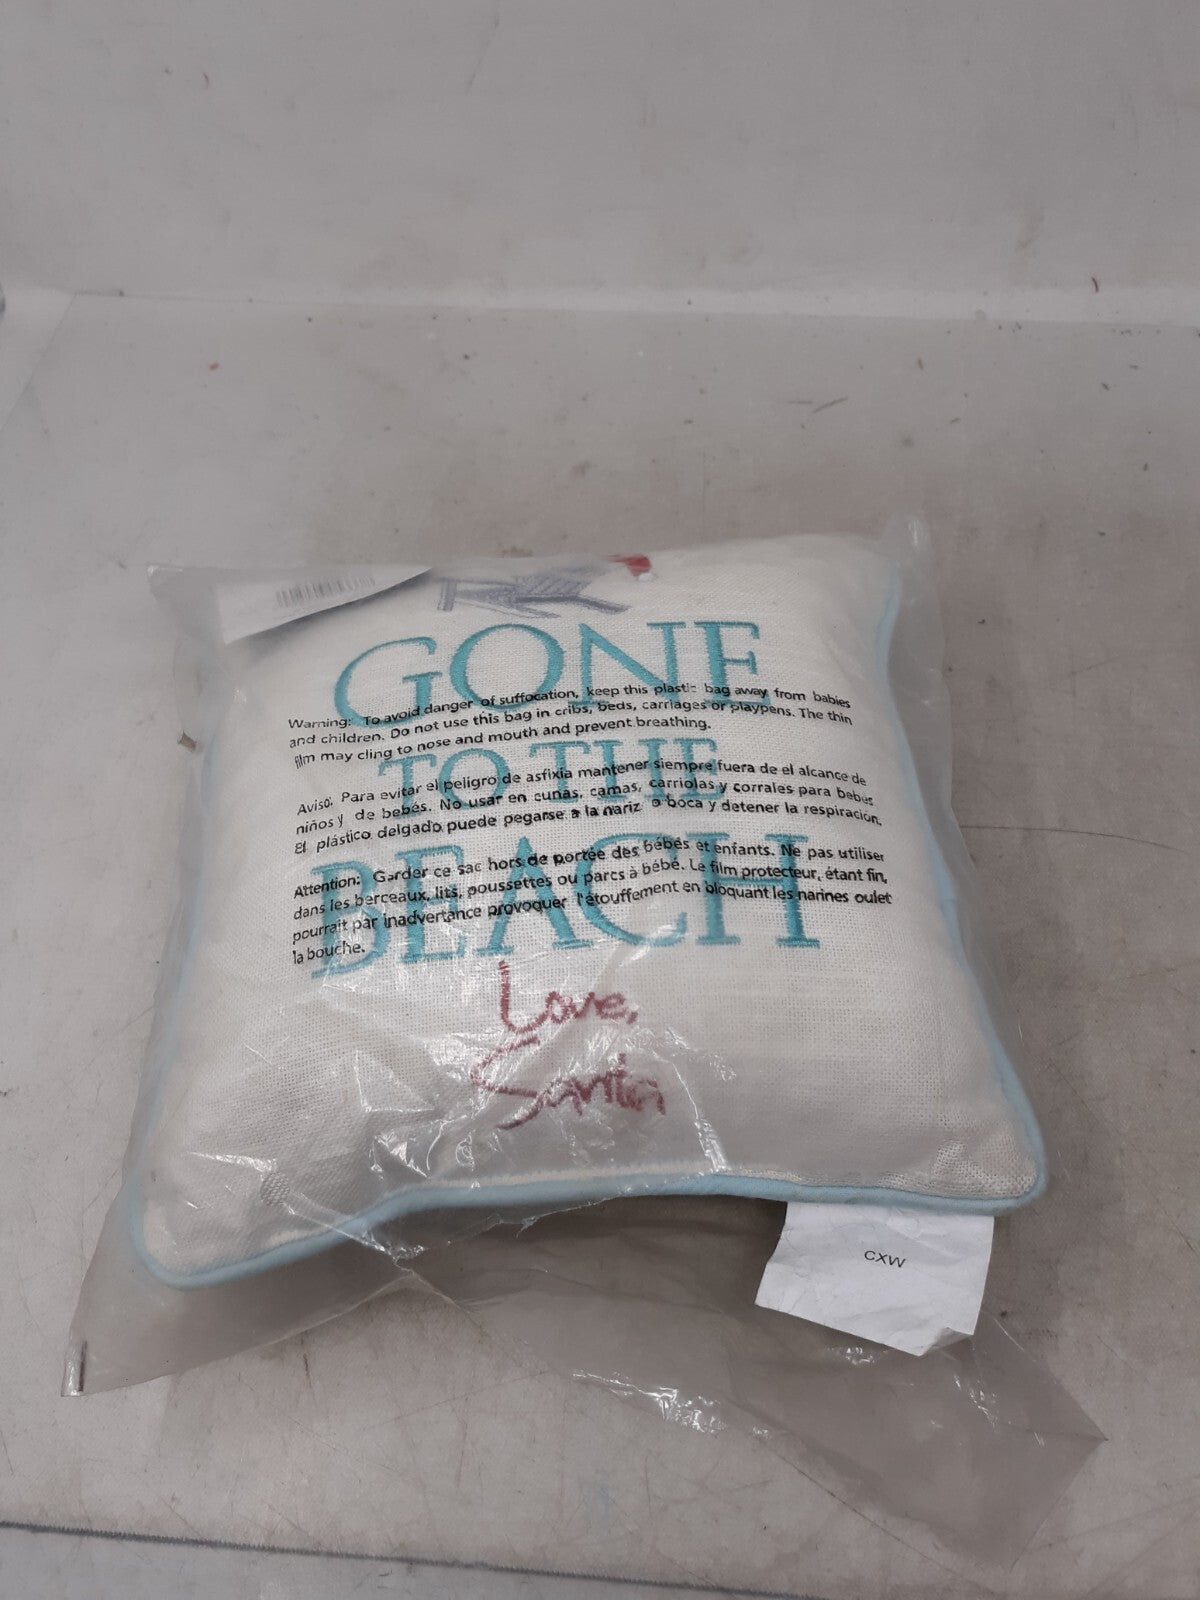 GONE
TO THE
BEACH
Love,
Santa
Warning: To avoid danger of suffocation, keep this plastic bag away from babies
and children. Do not use this bag in cribs, beds, carriages or playpens. The thin
film may cling to nose and mouth and prevent breathing.
Aviso: Para evitar el peligro de asfixia mantener siempre fuera de el alcance de
niños y de bebés. No usar en cunas, camas, carriolas y corrales para bebes
El plástico delgado puede pegarse a la nariz o boca y detener la respiración.
Attention: Garder ce sac hors de portée des bébés et enfants. Ne pas utiliser
dans les berceaux, lits, poussettes ou parcs à bébé. Le film protecteur, étant fin,
pourrait par inadvertance provoquer l'étouffement en bloquant les narines oulet
la bouche.
CXW